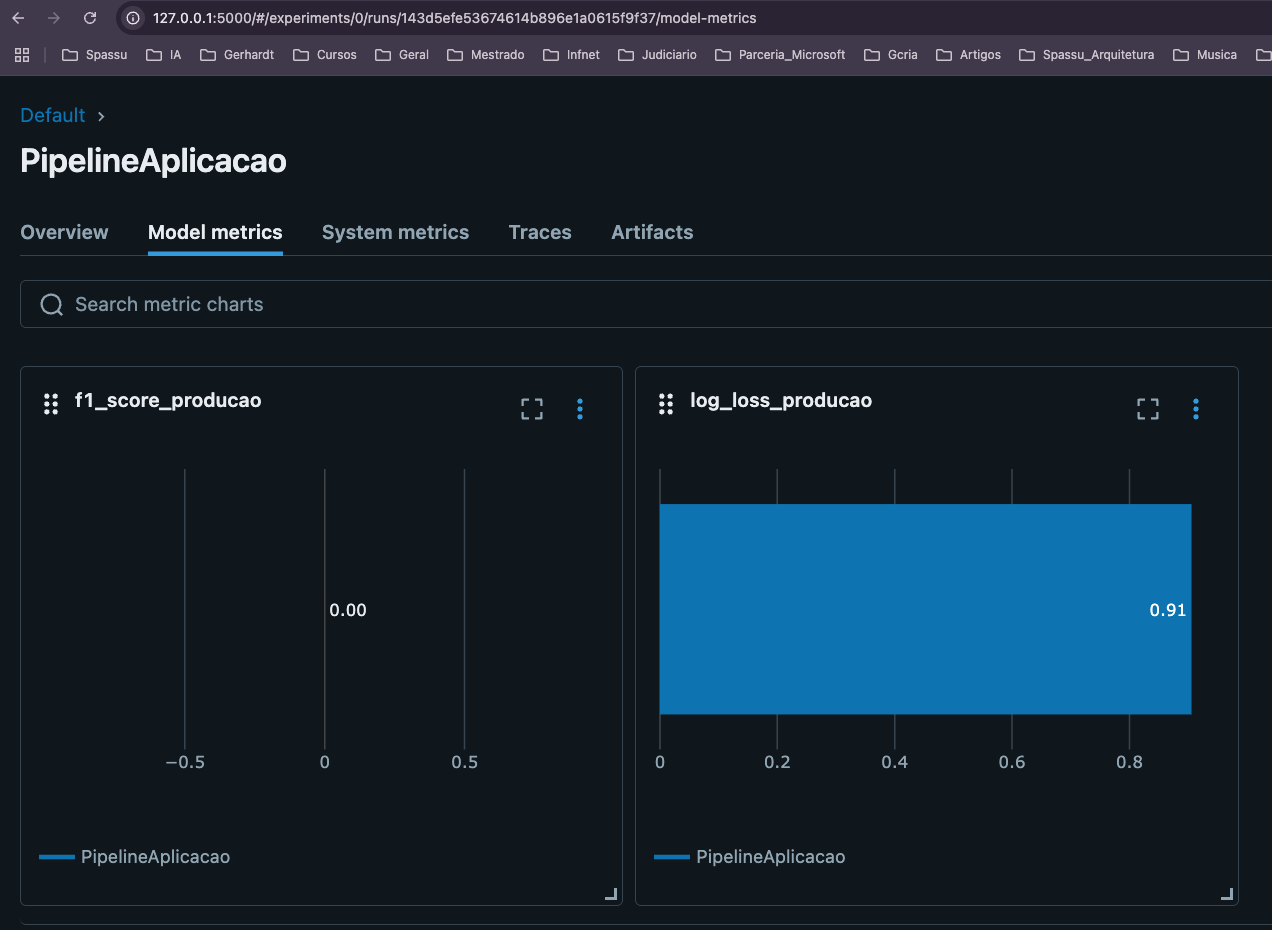 127.0.0.1:5000/#/experiments/0/runs/143d5efe53674614b896e1a0615f9f37/model-metrics
Spassu IA Gerhardt Cursos Geral Mestrado Infnet Judiciario Parceria_Microsoft Gcria Artigos Spassu_Arquitetura Musica
Default
PipelineAplicacao
Overview Model metrics System metrics Traces Artifacts
Search metric charts
f1_score_producao
0.00
−0.5 0 0.5
PipelineAplicacao
log_loss_producao
0.91
0 0.2 0.4 0.6 0.8
PipelineAplicacao